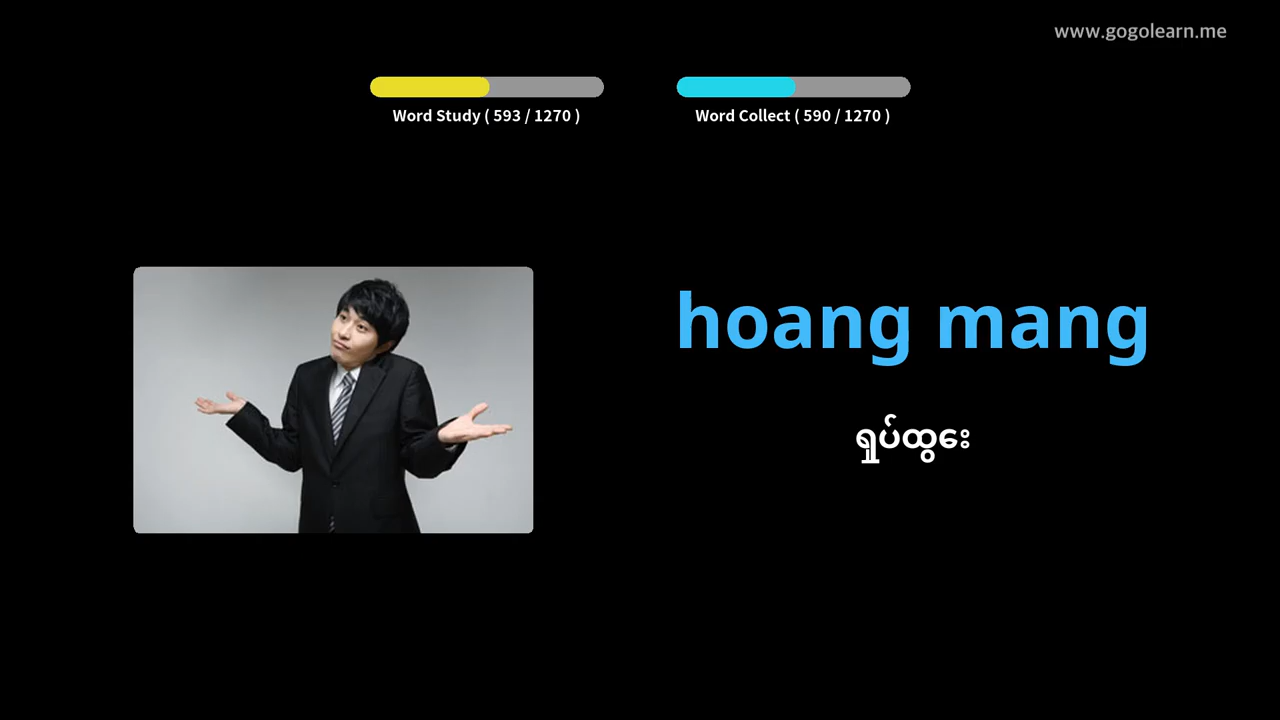 www.gogolearn.me
Word Study ( 593 / 1270 )
Word Collect ( 590 / 1270 )
hoang mang
ရှုပ်ထွေး